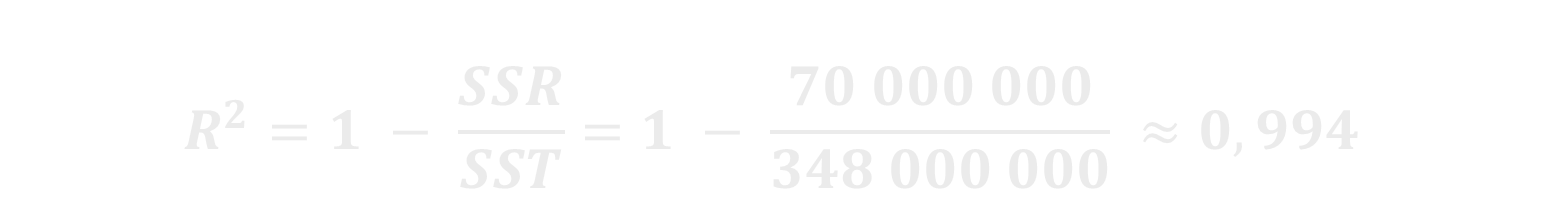 R² = 1 − SSR/SST = 1 − 70 000 000/348 000 000 ≈ 0,994